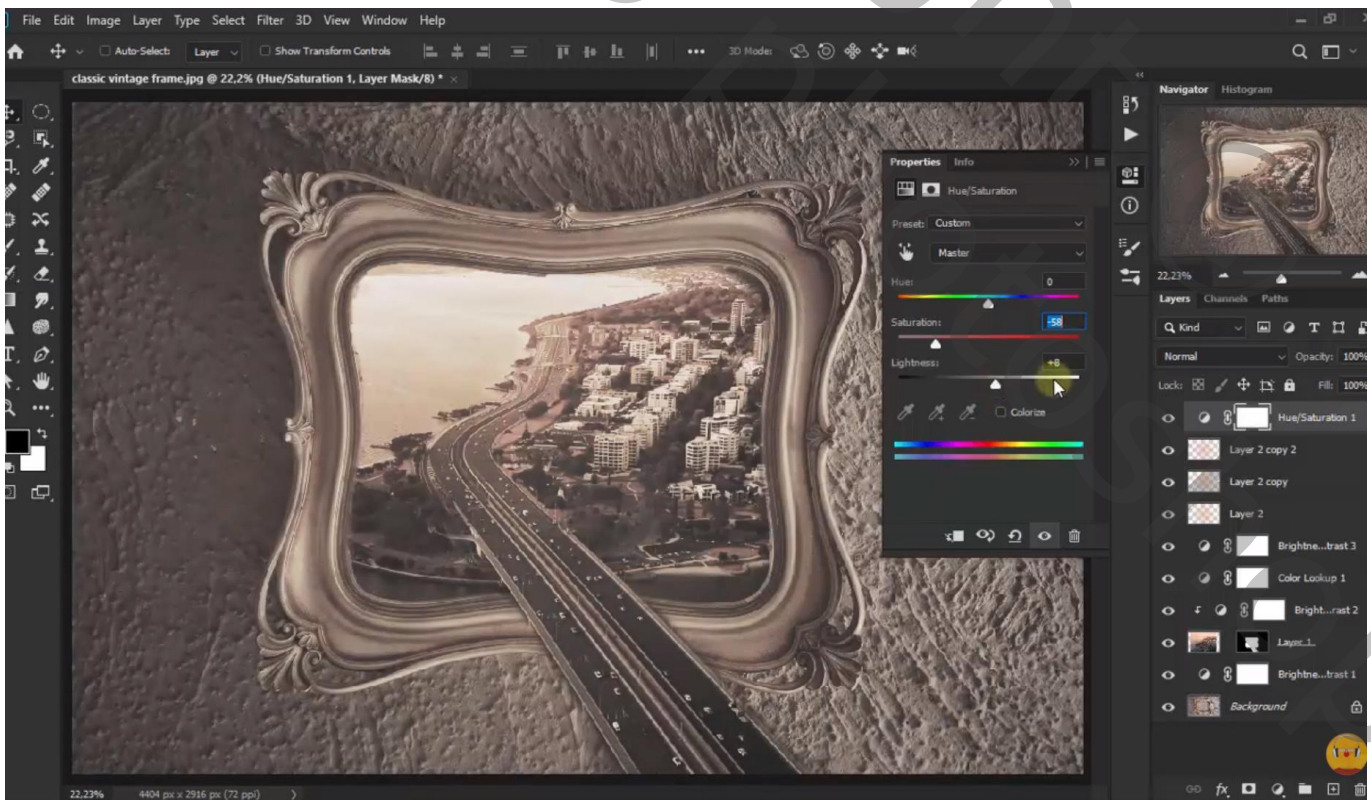 File Edit Image Layer Type Select Filter 3D View Window Help
Auto-Select: Layer Show Transform Controls 3D Mode:
classic vintage frame.jpg @ 22,2% (Hue/Saturation 1, Layer Mask/8) * ×
Navigator Histogram
Properties Info
Hue/Saturation
Preset: Custom
Master
Hue: 0
Saturation: -58
Lightness: +8
Colorize
22,23%
Layers Channels Paths
Kind
Normal Opacity: 100%
Lock: Fill: 100%
Hue/Saturation 1
Layer 2 copy 2
Layer 2 copy
Layer 2
Brightne...trast 3
Color Lookup 1
Bright...rast 2
Layer 1
Brightne...trast 1
Background
fx
22,23% 4404 px x 2916 px (72 ppi)